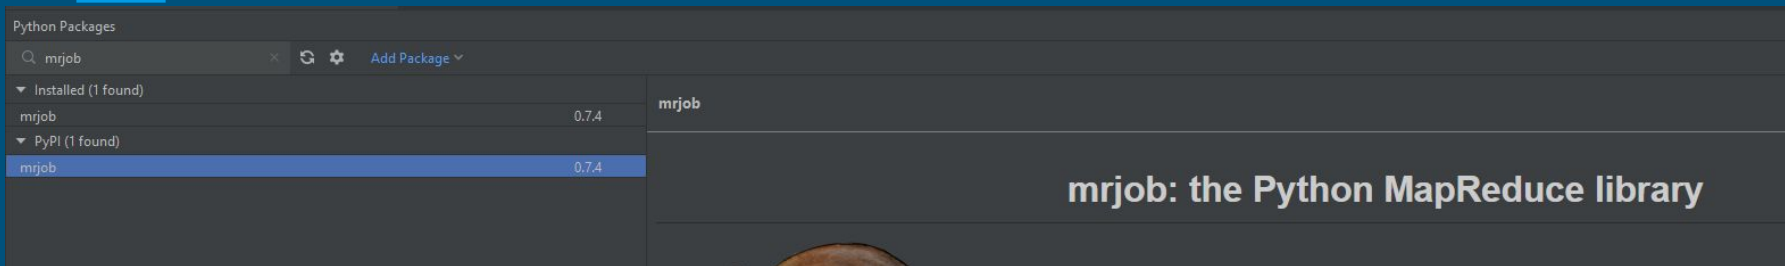 Python Packages
mrjob
Add Package
Installed (1 found)
mrjob 0.7.4
PyPI (1 found)
mrjob 0.7.4
mrjob
mrjob: the Python MapReduce library